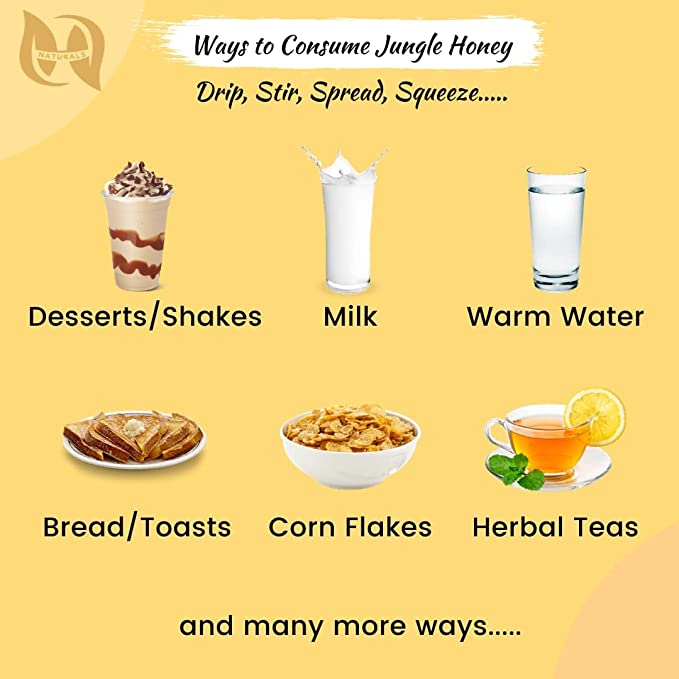 NATURALS
Ways to Consume Jungle Honey
Drip, Stir, Spread, Squeeze.....
Desserts/Shakes
Milk
Warm Water
Bread/Toasts
Corn Flakes
Herbal Teas
and many more ways.....